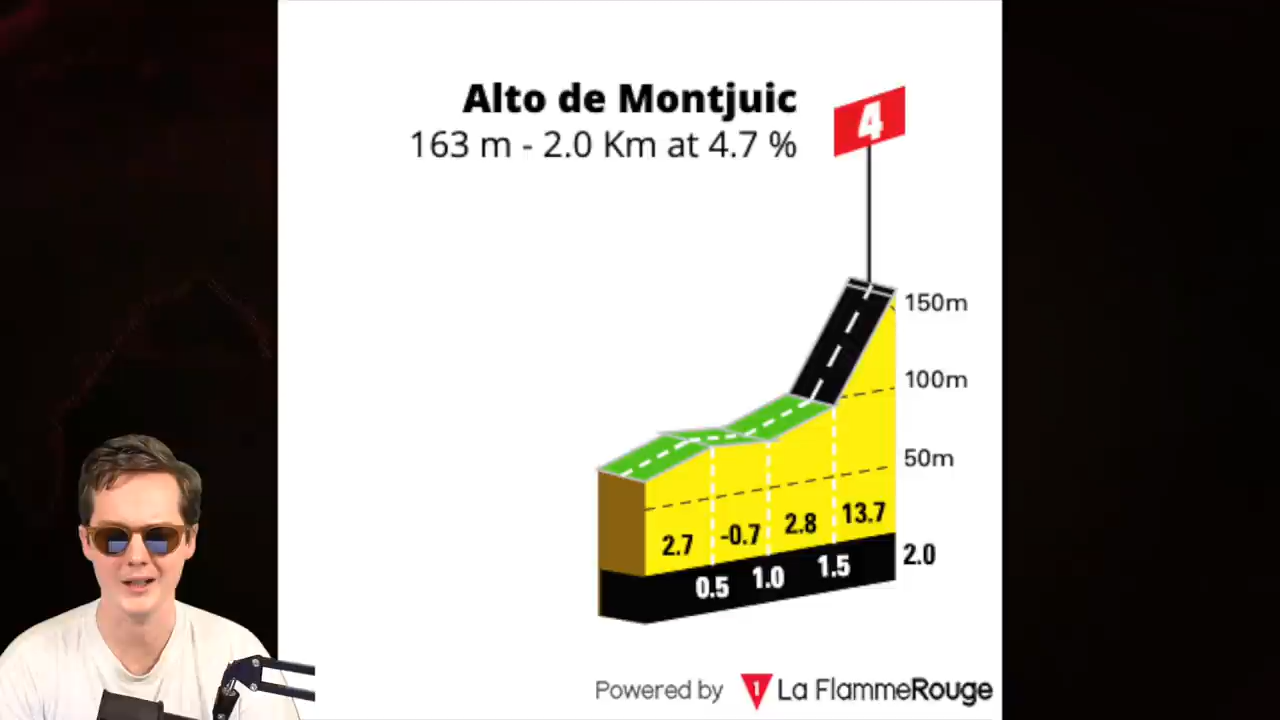 Alto de Montjuic
163 m - 2.0 Km at 4.7 %
4
150m
100m
50m
2.7
-0.7
2.8
13.7
0.5
1.0
1.5
2.0
Powered by 1 La FlammeRouge